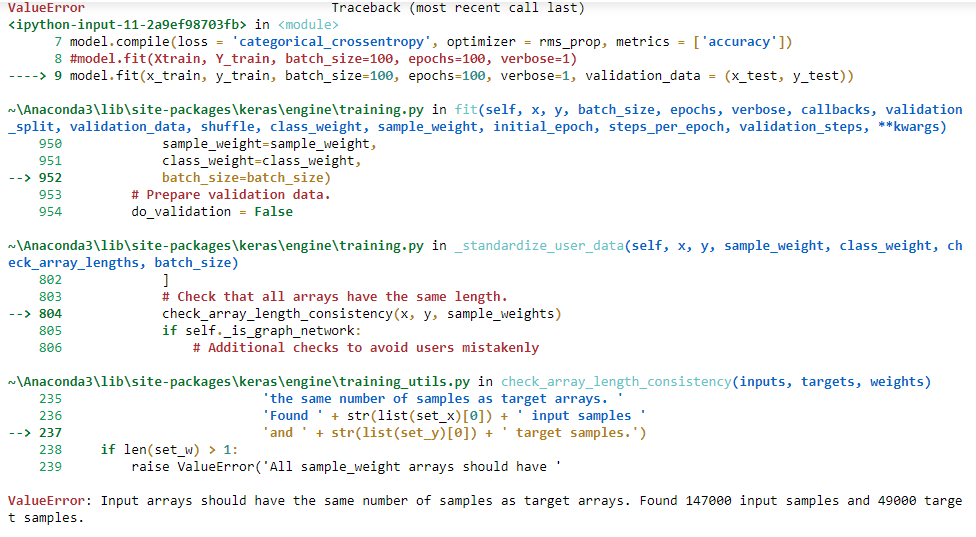 ValueError                                Traceback (most recent call last)
<ipython-input-11-2a9ef98703fb> in <module>
      7 model.compile(loss = 'categorical_crossentropy', optimizer = rms_prop, metrics = ['accuracy'])
      8 #model.fit(Xtrain, Y_train, batch_size=100, epochs=100, verbose=1)
----> 9 model.fit(x_train, y_train, batch_size=100, epochs=100, verbose=1, validation_data = (x_test, y_test))
~\Anaconda3\lib\site-packages\keras\engine\training.py in fit(self, x, y, batch_size, epochs, verbose, callbacks, validation
_split, validation_data, shuffle, class_weight, sample_weight, initial_epoch, steps_per_epoch, validation_steps, **kwargs)
    950             sample_weight=sample_weight,
    951             class_weight=class_weight,
--> 952             batch_size=batch_size)
    953         # Prepare validation data.
    954         do_validation = False
~\Anaconda3\lib\site-packages\keras\engine\training.py in _standardize_user_data(self, x, y, sample_weight, class_weight, ch
eck_array_lengths, batch_size)
    802             ]
    803             # Check that all arrays have the same length.
--> 804             check_array_length_consistency(x, y, sample_weights)
    805             if self._is_graph_network:
    806                 # Additional checks to avoid users mistakenly
~\Anaconda3\lib\site-packages\keras\engine\training_utils.py in check_array_length_consistency(inputs, targets, weights)
    235                          'the same number of samples as target arrays. '
    236                          'Found ' + str(list(set_x)[0]) + ' input samples '
--> 237                          'and ' + str(list(set_y)[0]) + ' target samples.')
    238     if len(set_w) > 1:
    239         raise ValueError('All sample_weight arrays should have '
ValueError: Input arrays should have the same number of samples as target arrays. Found 147000 input samples and 49000 targe
t samples.